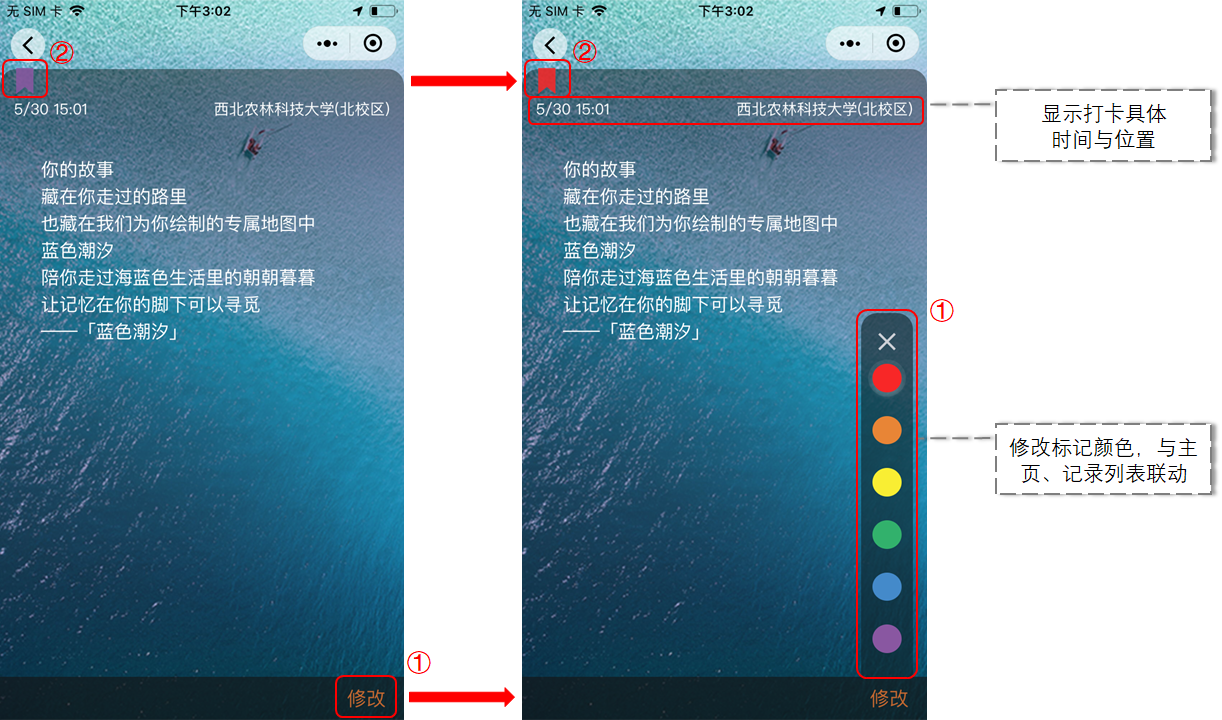 无 SIM 卡 下午3:02
②
5/30 15:01 西北农林科技大学(北校区)
你的故事
藏在你走过的路里
也藏在我们为你绘制的专属地图中
蓝色潮汐
陪你走过海蓝色生活里的朝朝暮暮
让记忆在你的脚下可以寻觅
——「蓝色潮汐」
①
修改
无 SIM 卡 下午3:02
②
5/30 15:01 西北农林科技大学(北校区)
你的故事
藏在你走过的路里
也藏在我们为你绘制的专属地图中
蓝色潮汐
陪你走过海蓝色生活里的朝朝暮暮
让记忆在你的脚下可以寻觅
——「蓝色潮汐」
①
修改
显示打卡具体
时间与位置
修改标记颜色，与主
页、记录列表联动